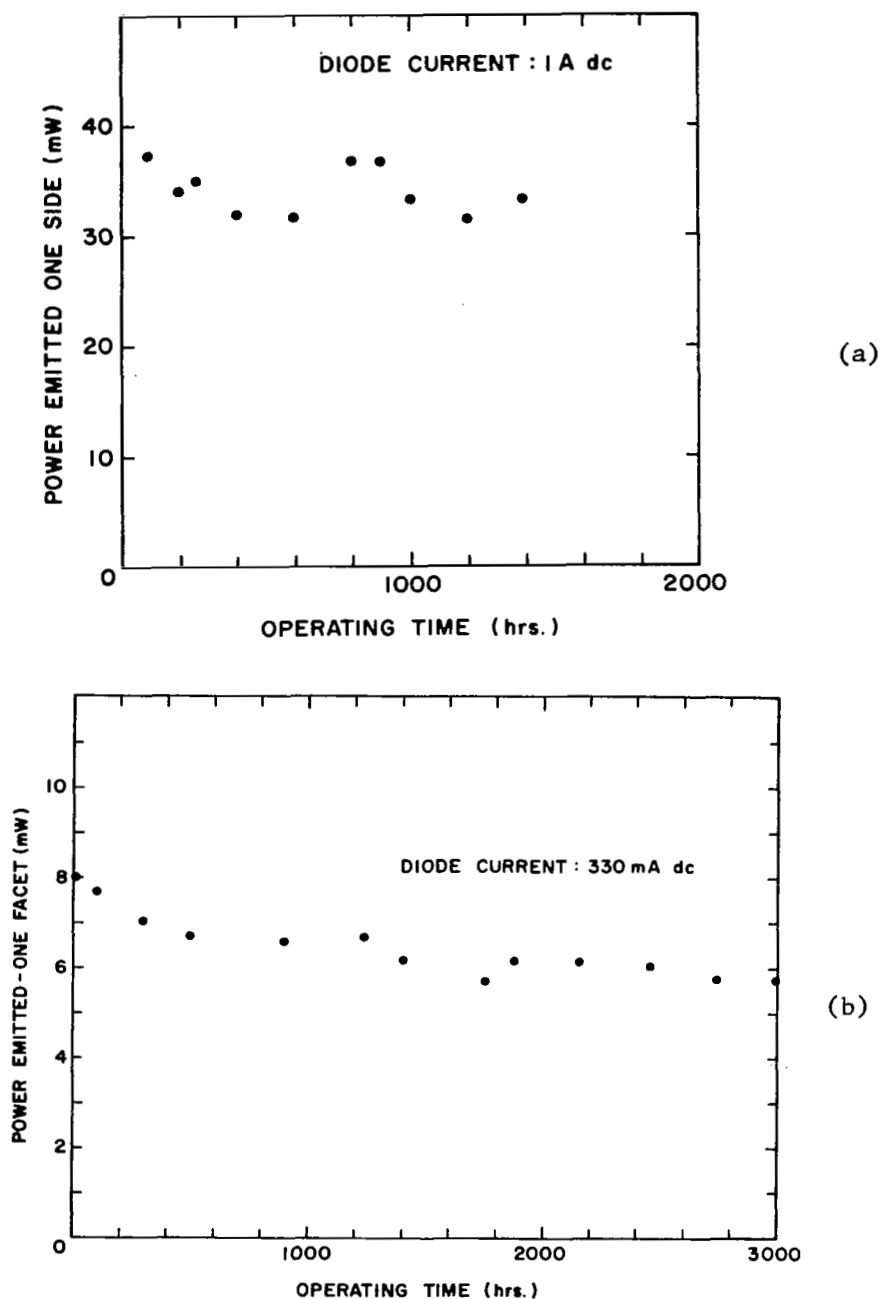 DIODE CURRENT : 1 A dc
POWER EMITTED ONE SIDE (mW)
40
30
20
10
0
1000
2000
OPERATING TIME (hrs.)
(a)
DIODE CURRENT : 330 mA dc
POWER EMITTED-ONE FACET (mW)
10
8
6
4
2
0
1000
2000
3000
OPERATING TIME (hrs.)
(b)